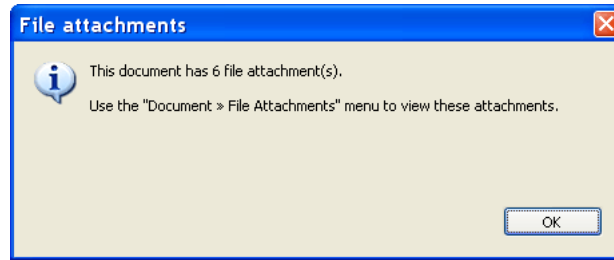 File attachments
This document has 6 file attachment(s).
Use the "Document » File Attachments" menu to view these attachments.
OK